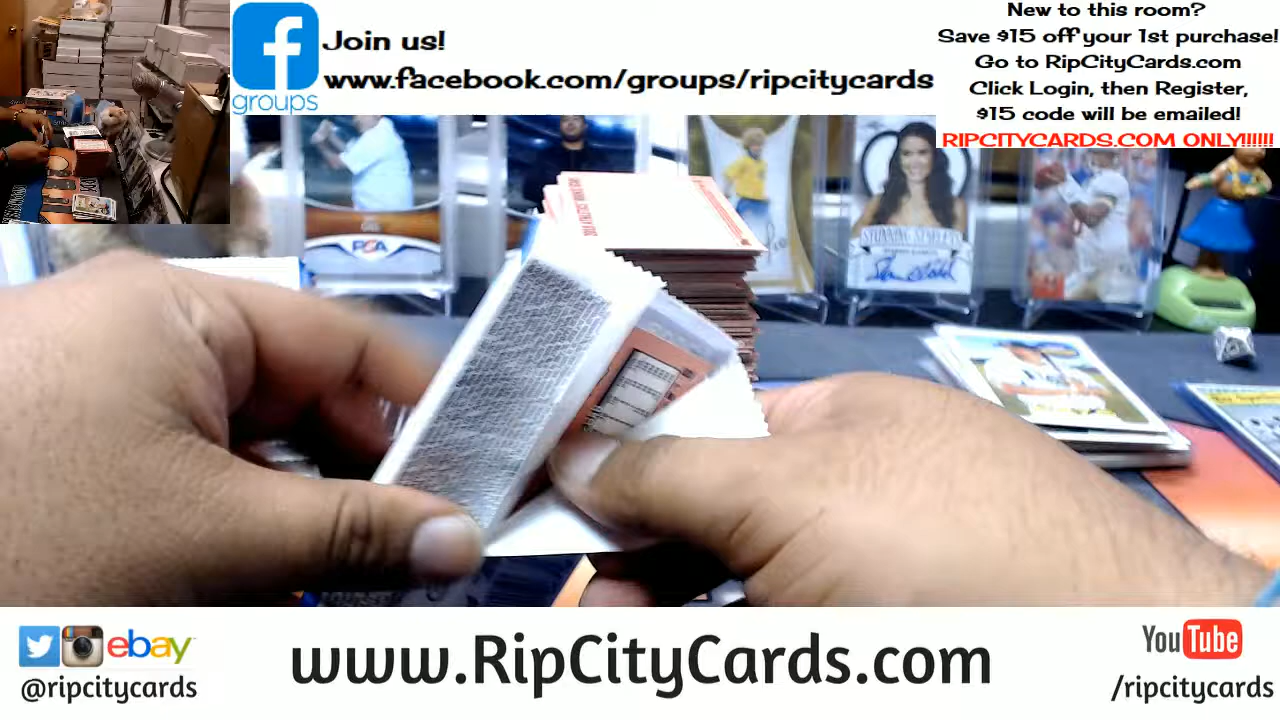 Join us!
www.facebook.com/groups/ripcitycards
groups
New to this room?
Save $15 off your 1st purchase!
Go to RipCityCards.com
Click Login, then Register,
$15 code will be emailed!
RIPCITYCARDS.COM ONLY!!!!!!
PSA
ebay
@ripcitycards
www.RipCityCards.com
YouTube
/ripcitycards